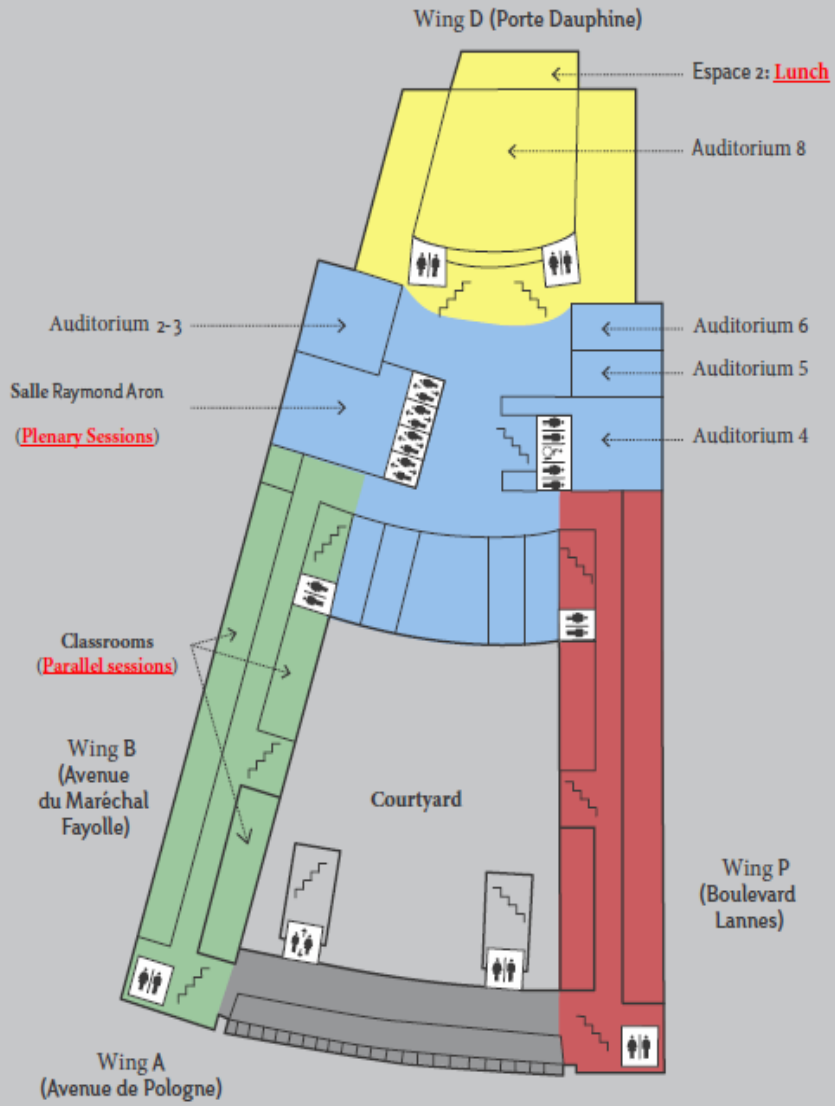 Wing D (Porte Dauphine)
Espace 2: Lunch
Auditorium 8
Auditorium 2-3
Auditorium 6
Auditorium 5
Salle Raymond Aron
(Plenary Sessions)
Auditorium 4
Classrooms
(Parallel sessions)
Wing B
(Avenue
du Maréchal
Fayolle)
Courtyard
Wing P
(Boulevard
Lannes)
Wing A
(Avenue de Pologne)